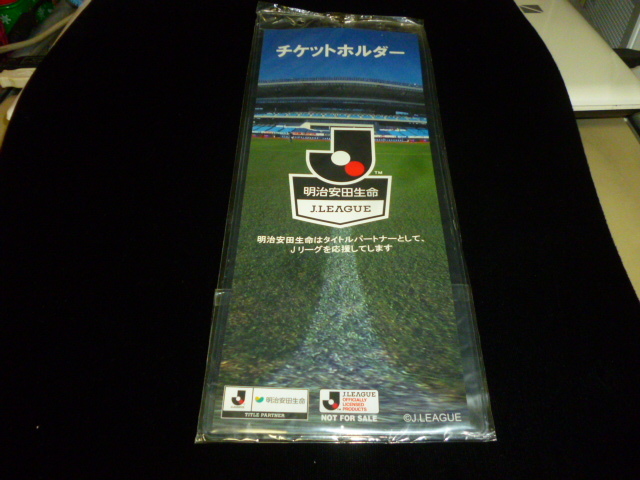 チケットホルダー
J
TM
明治安田生命
J.LEAGUE
明治安田生命はタイトルパートナーとして、
Jリーグを応援してします
明治安田生命
TITLE PARTNER
J.LEAGUE
OFFICIALLY
LICENSED
PRODUCTS
NOT FOR SALE
©J.LEAGUE